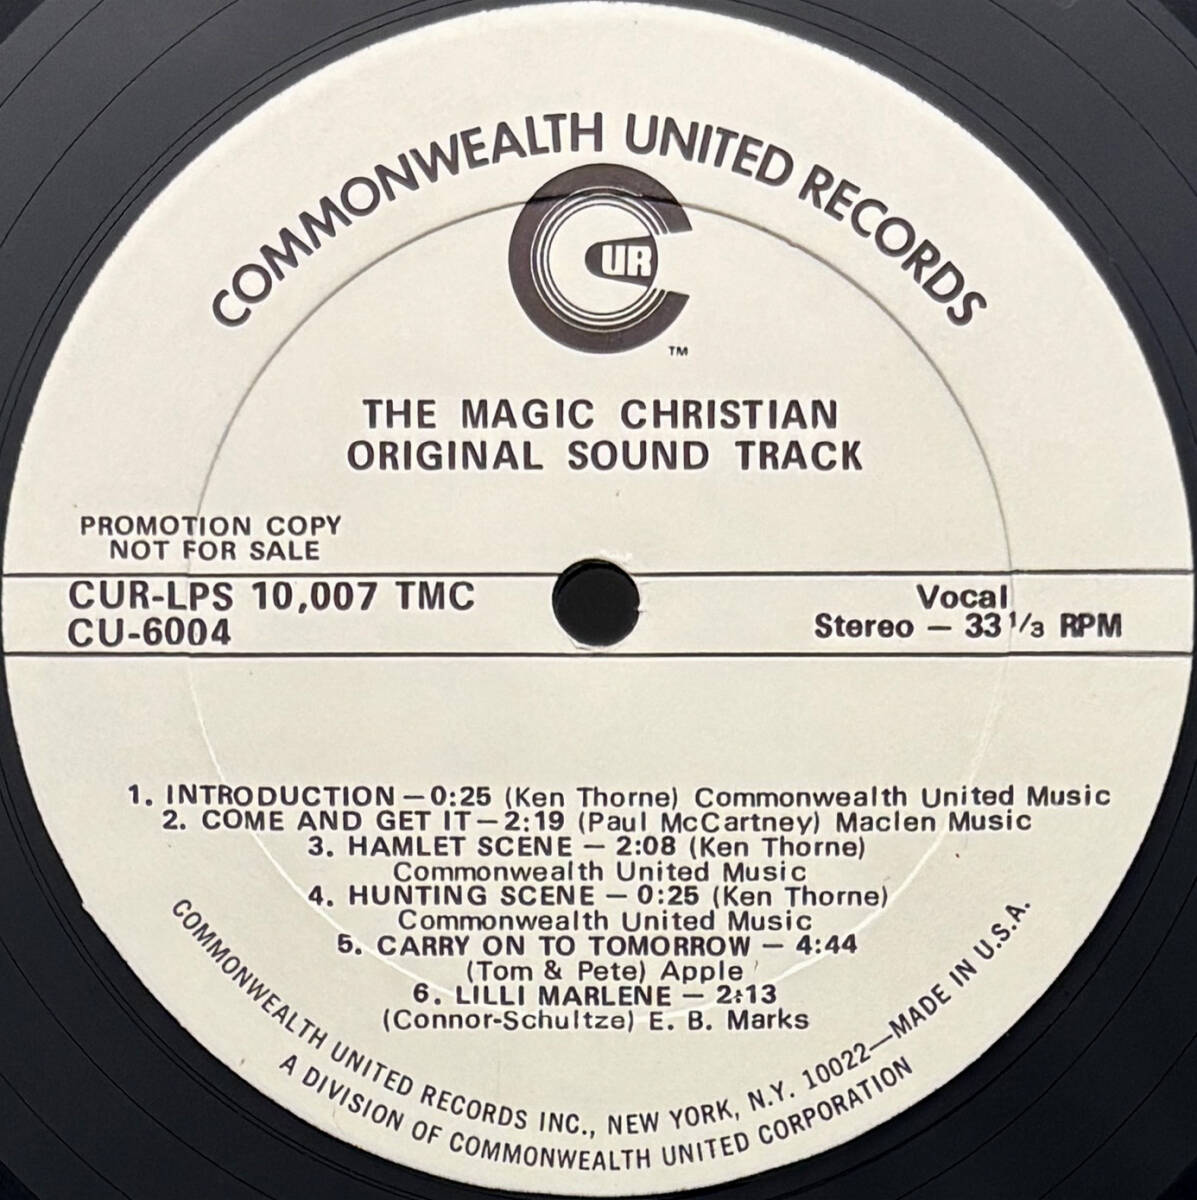 COMMONWEALTH UNITED RECORDS
UR
TM
THE MAGIC CHRISTIAN
ORIGINAL SOUND TRACK
PROMOTION COPY
NOT FOR SALE
CUR-LPS 10,007 TMC
CU-6004
Vocal
Stereo — 33 1/3 RPM
1. INTRODUCTION — 0:25 (Ken Thorne) Commonwealth United Music
2. COME AND GET IT — 2:19 (Paul McCartney) Maclen Music
3. HAMLET SCENE — 2:08 (Ken Thorne)
Commonwealth United Music
4. HUNTING SCENE — 0:25 (Ken Thorne)
Commonwealth United Music
5. CARRY ON TO TOMORROW — 4:44
(Tom & Pete) Apple
6. LILLI MARLENE — 2:13
(Connor-Schultze) E. B. Marks
COMMONWEALTH UNITED RECORDS INC., NEW YORK, N.Y. 10022—MADE IN U.S.A.
A DIVISION OF COMMONWEALTH UNITED CORPORATION